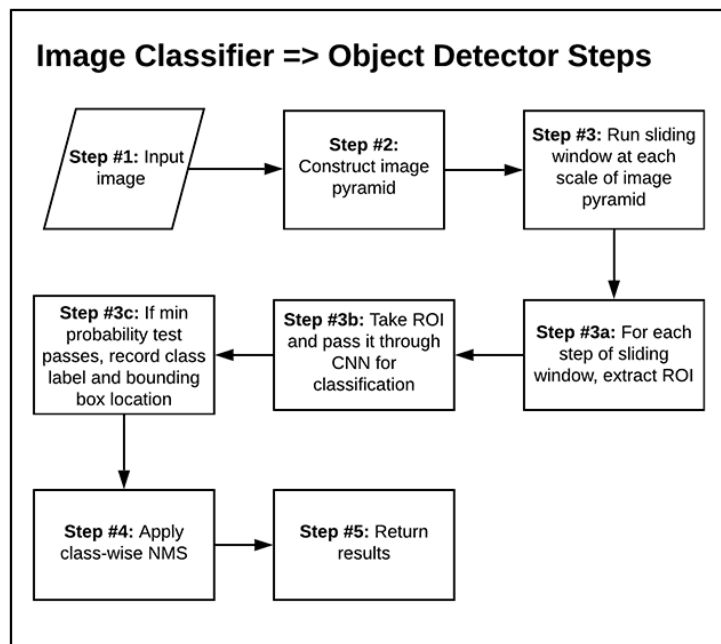 Image Classifier => Object Detector Steps
Step #1: Input
image
Step #2:
Construct image
pyramid
Step #3: Run sliding
window at each
scale of image
pyramid
Step #3a: For each
step of sliding
window, extract ROI
Step #3b: Take ROI
and pass it through
CNN for
classification
Step #3c: If min
probability test
passes, record class
label and bounding
box location
Step #4: Apply
class-wise NMS
Step #5: Return
results